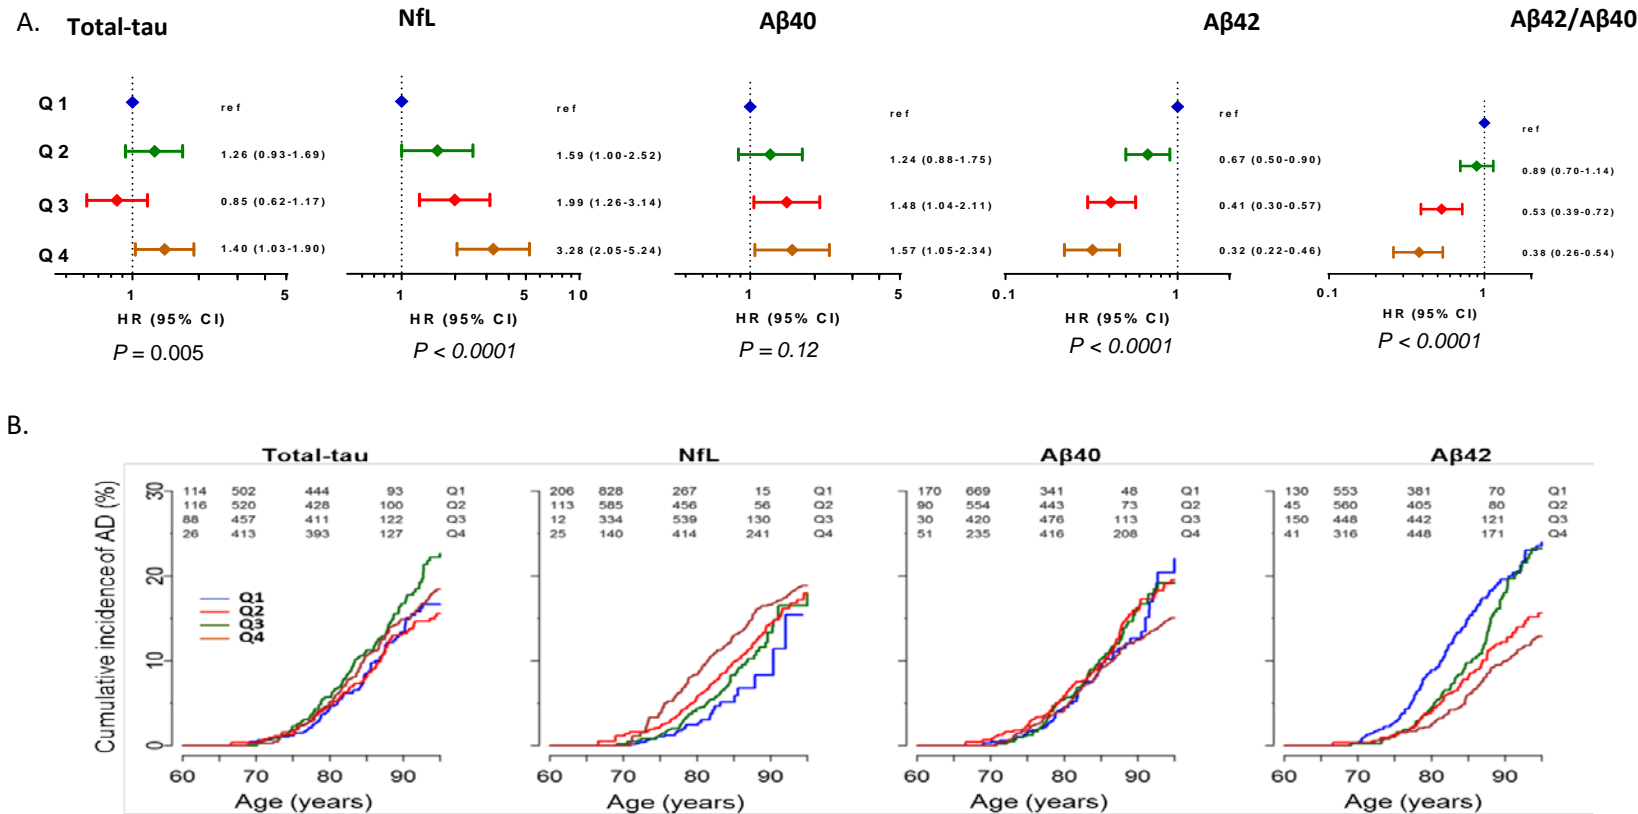 A. Total-tau NfL Aβ40 Aβ42 Aβ42/Aβ40
Q 1 ref ref ref ref ref
Q 2 1.26 (0.93-1.69) 1.59 (1.00-2.52) 1.24 (0.88-1.75) 0.67 (0.50-0.90) 0.89 (0.70-1.14)
Q 3 0.85 (0.62-1.17) 1.99 (1.26-3.14) 1.48 (1.04-2.11) 0.41 (0.30-0.57) 0.53 (0.39-0.72)
Q 4 1.40 (1.03-1.90) 3.28 (2.05-5.24) 1.57 (1.05-2.34) 0.32 (0.22-0.46) 0.38 (0.26-0.54)
1 5 1 5 10 1 5 0.1 1 0.1 1
HR (95% CI) HR (95% CI) HR (95% CI) HR (95% CI) HR (95% CI)
P = 0.005 P < 0.0001 P = 0.12 P < 0.0001 P < 0.0001
B.
Total-tau NfL Aβ40 Aβ42
Cumulative incidence of AD (%)
30
20
10
0
114 502 444 93 Q1 206 828 267 15 Q1 170 669 341 48 Q1 130 553 381 70 Q1
116 520 428 100 Q2 113 585 456 56 Q2 90 554 443 73 Q2 45 560 405 80 Q2
88 457 411 122 Q3 12 334 539 130 Q3 30 420 476 113 Q3 150 448 442 121 Q3
26 413 393 127 Q4 25 140 414 241 Q4 51 235 416 208 Q4 41 316 448 171 Q4
Q1
Q2
Q3
Q4
60 70 80 90 60 70 80 90 60 70 80 90 60 70 80 90
Age (years) Age (years) Age (years) Age (years)